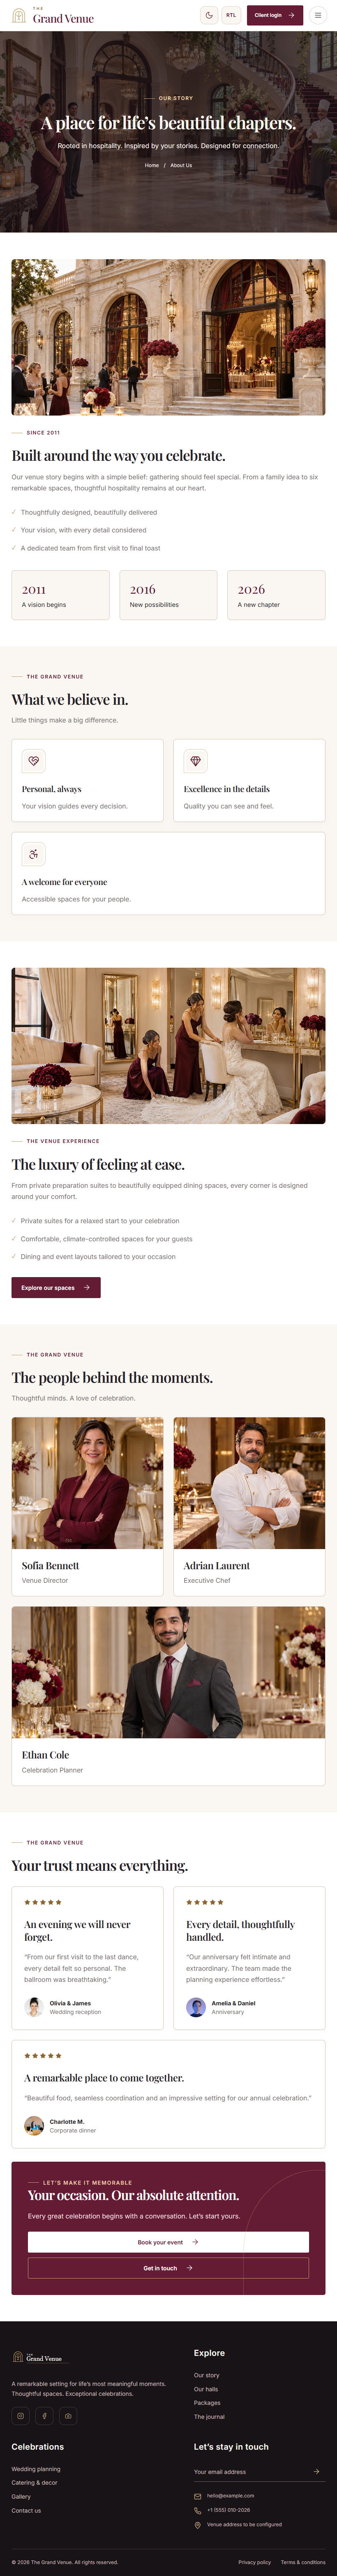 THE
Grand Venue
RTL
Client login
OUR STORY
A place for life’s beautiful chapters.
Rooted in hospitality. Inspired by your stories. Designed for connection.
Home / About Us
SINCE 2011
Built around the way you celebrate.
Our venue story begins with a simple belief: gathering should feel special. From a family idea to six
remarkable spaces, thoughtful hospitality remains at our heart.
Thoughtfully designed, beautifully delivered
Your vision, with every detail considered
A dedicated team from first visit to final toast
2011
A vision begins
2016
New possibilities
2026
A new chapter
THE GRAND VENUE
What we believe in.
Little things make a big difference.
Personal, always
Your vision guides every decision.
Excellence in the details
Quality you can see and feel.
A welcome for everyone
Accessible spaces for your people.
THE VENUE EXPERIENCE
The luxury of feeling at ease.
From private preparation suites to beautifully equipped dining spaces, every corner is designed
around your comfort.
Private suites for a relaxed start to your celebration
Comfortable, climate-controlled spaces for your guests
Dining and event layouts tailored to your occasion
Explore our spaces
THE GRAND VENUE
The people behind the moments.
Thoughtful minds. A love of celebration.
Sofia Bennett
Venue Director
Adrian Laurent
Executive Chef
Ethan Cole
Celebration Planner
THE GRAND VENUE
Your trust means everything.
An evening we will never
forget.
“From our first visit to the last dance,
every detail felt so personal. The
ballroom was breathtaking.”
Olivia & James
Wedding reception
Every detail, thoughtfully
handled.
“Our anniversary felt intimate and
extraordinary. The team made the
planning experience effortless.”
Amelia & Daniel
Anniversary
A remarkable place to come together.
“Beautiful food, seamless coordination and an impressive setting for our annual celebration.”
Charlotte M.
Corporate dinner
LET’S MAKE IT MEMORABLE
Your occasion. Our absolute attention.
Every great celebration begins with a conversation. Let’s start yours.
Book your event
Get in touch
Grand Venue
A remarkable setting for life’s most meaningful moments.
Thoughtful spaces. Exceptional celebrations.
Explore
Our story
Our halls
Packages
The journal
Celebrations
Wedding planning
Catering & decor
Gallery
Contact us
Let’s stay in touch
Your email address
hello@example.com
+1 (555) 010-2026
Venue address to be configured
© 2026 The Grand Venue. All rights reserved.
Privacy policy
Terms & conditions